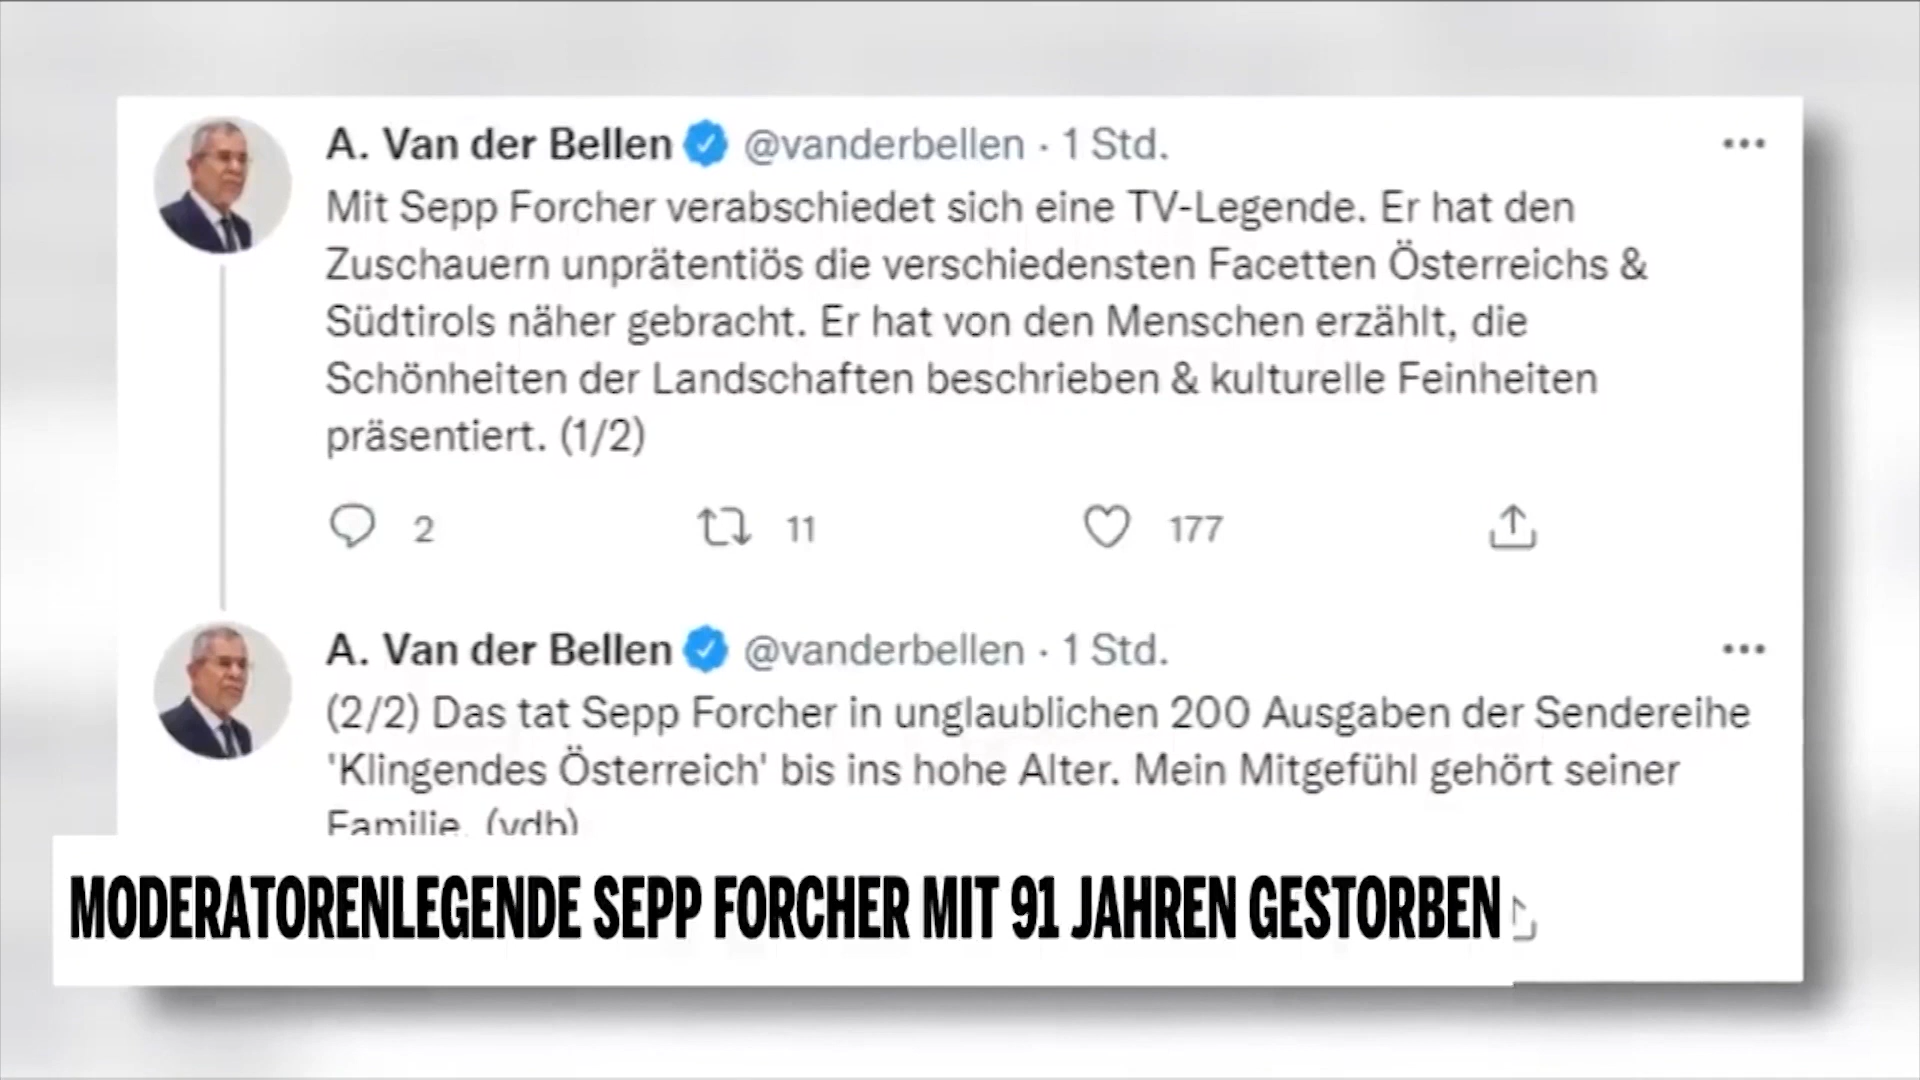 A. Van der Bellen @vanderbellen · 1 Std.
Mit Sepp Forcher verabschiedet sich eine TV-Legende. Er hat den
Zuschauern unprätentiös die verschiedensten Facetten Österreichs &
Südtirols näher gebracht. Er hat von den Menschen erzählt, die
Schönheiten der Landschaften beschrieben & kulturelle Feinheiten
präsentiert. (1/2)
2 11 177
A. Van der Bellen @vanderbellen · 1 Std.
(2/2) Das tat Sepp Forcher in unglaublichen 200 Ausgaben der Sendereihe
'Klingendes Österreich' bis ins hohe Alter. Mein Mitgefühl gehört seiner
Familie. (vdb)
MODERATORENLEGENDE SEPP FORCHER MIT 91 JAHREN GESTORBEN